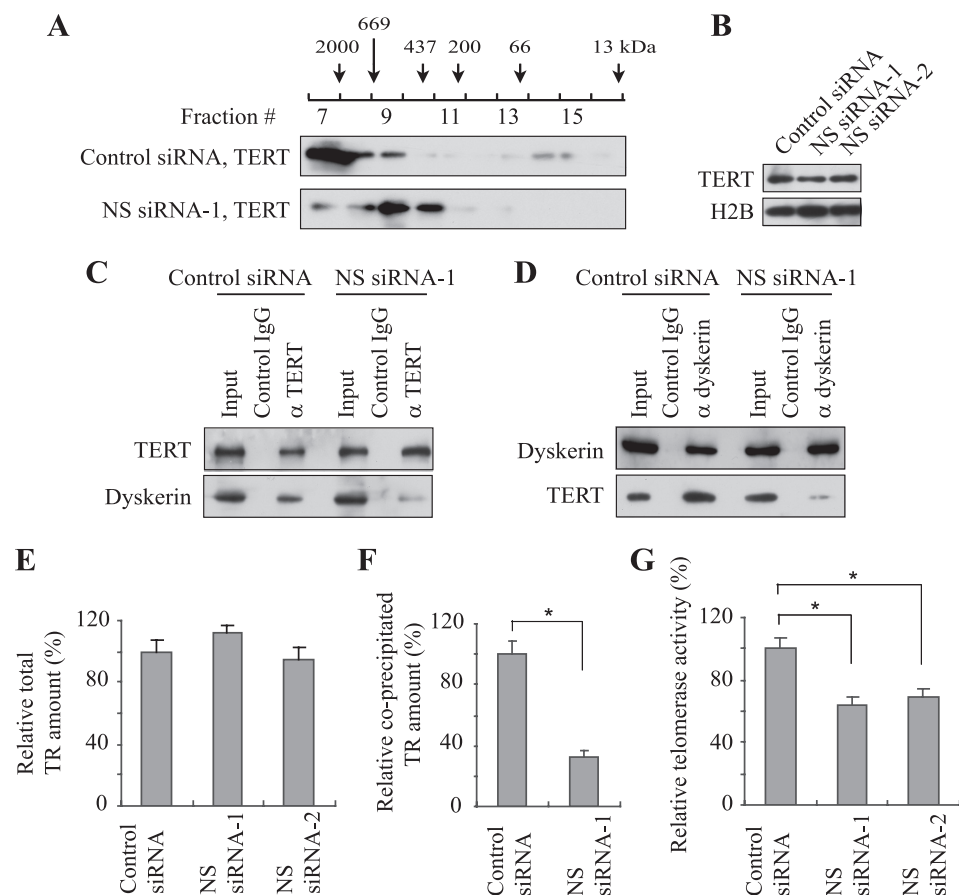 A
669
2000 437 200 66 13 kDa
Fraction # 7 9 11 13 15
Control siRNA, TERT
NS siRNA-1, TERT
B
Control siRNA
NS siRNA-1
NS siRNA-2
TERT
H2B
C
Control siRNA NS siRNA-1
Input
Control IgG
α TERT
Input
Control IgG
α TERT
TERT
Dyskerin
D
Control siRNA NS siRNA-1
Input
Control IgG
α dyskerin
Input
Control IgG
α dyskerin
Dyskerin
TERT
E
Relative total
TR amount (%)
120
80
40
0
Control
siRNA
NS
siRNA-1
NS
siRNA-2
F
Relative co-precipitated
TR amount (%)
120
80
40
0
*
Control
siRNA
NS
siRNA-1
G
Relative telomerase activity (%)
120
80
40
0
*
*
Control
siRNA
NS
siRNA-1
NS
siRNA-2